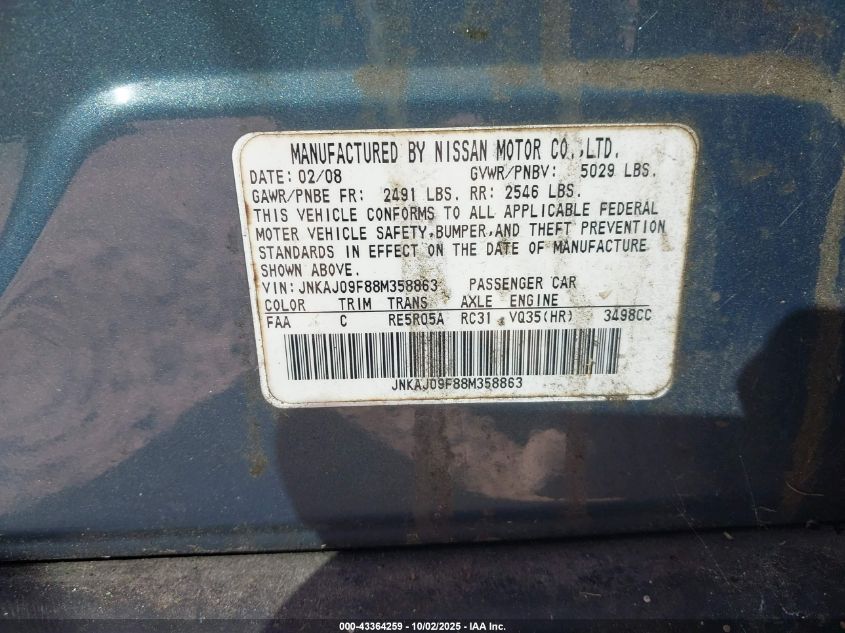 MANUFACTURED BY NISSAN MOTOR CO.,LTD.
DATE: 02/08 GVWR/PNBV: 5029 LBS.
GAWR/PNBE FR: 2491 LBS. RR: 2546 LBS.
THIS VEHICLE CONFORMS TO ALL APPLICABLE FEDERAL
MOTER VEHICLE SAFETY,BUMPER,AND THEFT PREVENTION
STANDARDS IN EFFECT ON THE DATE OF MANUFACTURE
SHOWN ABOVE.
VIN: JNKAJ09F88M358863 PASSENGER CAR
COLOR TRIM TRANS AXLE ENGINE
FAA C RE5R05A RC31 VQ35(HR) 3498CC
JNKAJ09F88M358863
000-43364259 - 10/02/2025 - IAA Inc.